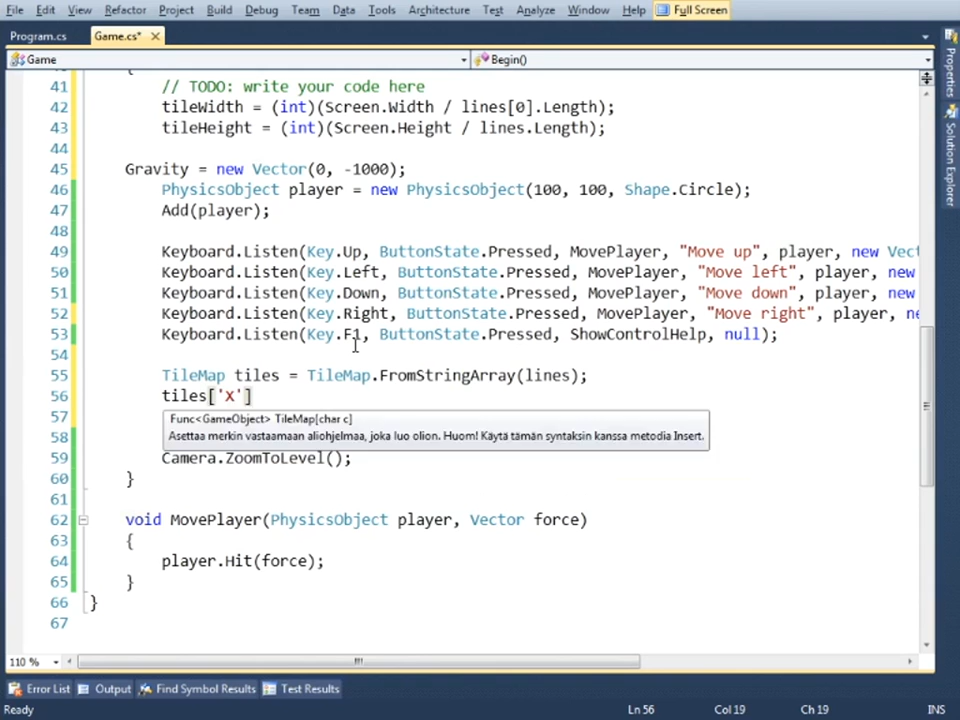 File Edit View Refactor Project Build Debug Team Data Tools Architecture Test Analyze Window Help Full Screen
Program.cs Game.cs*
Game Begin()
{
41 // TODO: write your code here
42 tileWidth = (int)(Screen.Width / lines[0].Length);
43 tileHeight = (int)(Screen.Height / lines.Length);
44
45 Gravity = new Vector(0, -1000);
46 PhysicsObject player = new PhysicsObject(100, 100, Shape.Circle);
47 Add(player);
48
49 Keyboard.Listen(Key.Up, ButtonState.Pressed, MovePlayer, "Move up", player, new Vect
50 Keyboard.Listen(Key.Left, ButtonState.Pressed, MovePlayer, "Move left", player, new
51 Keyboard.Listen(Key.Down, ButtonState.Pressed, MovePlayer, "Move down", player, new
52 Keyboard.Listen(Key.Right, ButtonState.Pressed, MovePlayer, "Move right", player, ne
53 Keyboard.Listen(Key.F1, ButtonState.Pressed, ShowControlHelp, null);
54
55 TileMap tiles = TileMap.FromStringArray(lines);
56 tiles['X']
57 Func<GameObject> TileMap[char c]
58 Asettaa merkin vastaamaan aliohjelmaa, joka luo olion. Huom! Käytä tämän syntaksin kanssa metodia Insert.
59 Camera.ZoomToLevel();
60 }
61
62 void MovePlayer(PhysicsObject player, Vector force)
63 {
64 player.Hit(force);
65 }
66 }
67
110 %
Error List Output Find Symbol Results Test Results
Ready Ln 56 Col 19 Ch 19 INS
Properties
Solution Explorer